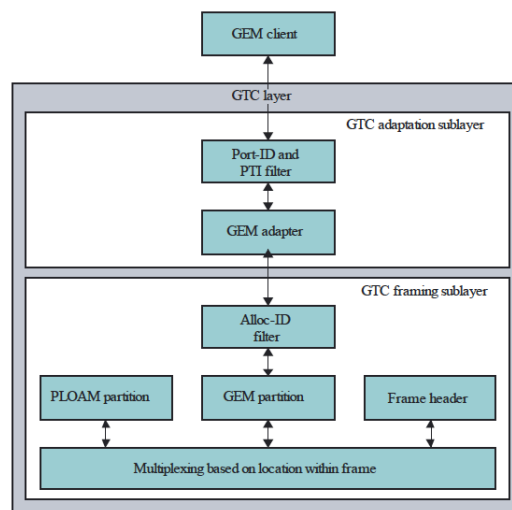 GEM client
GTC layer
GTC adaptation sublayer
Port-ID and
PTI filter
GEM adapter
GTC framing sublayer
Alloc-ID
filter
PLOAM partition
GEM partition
Frame header
Multiplexing based on location within frame